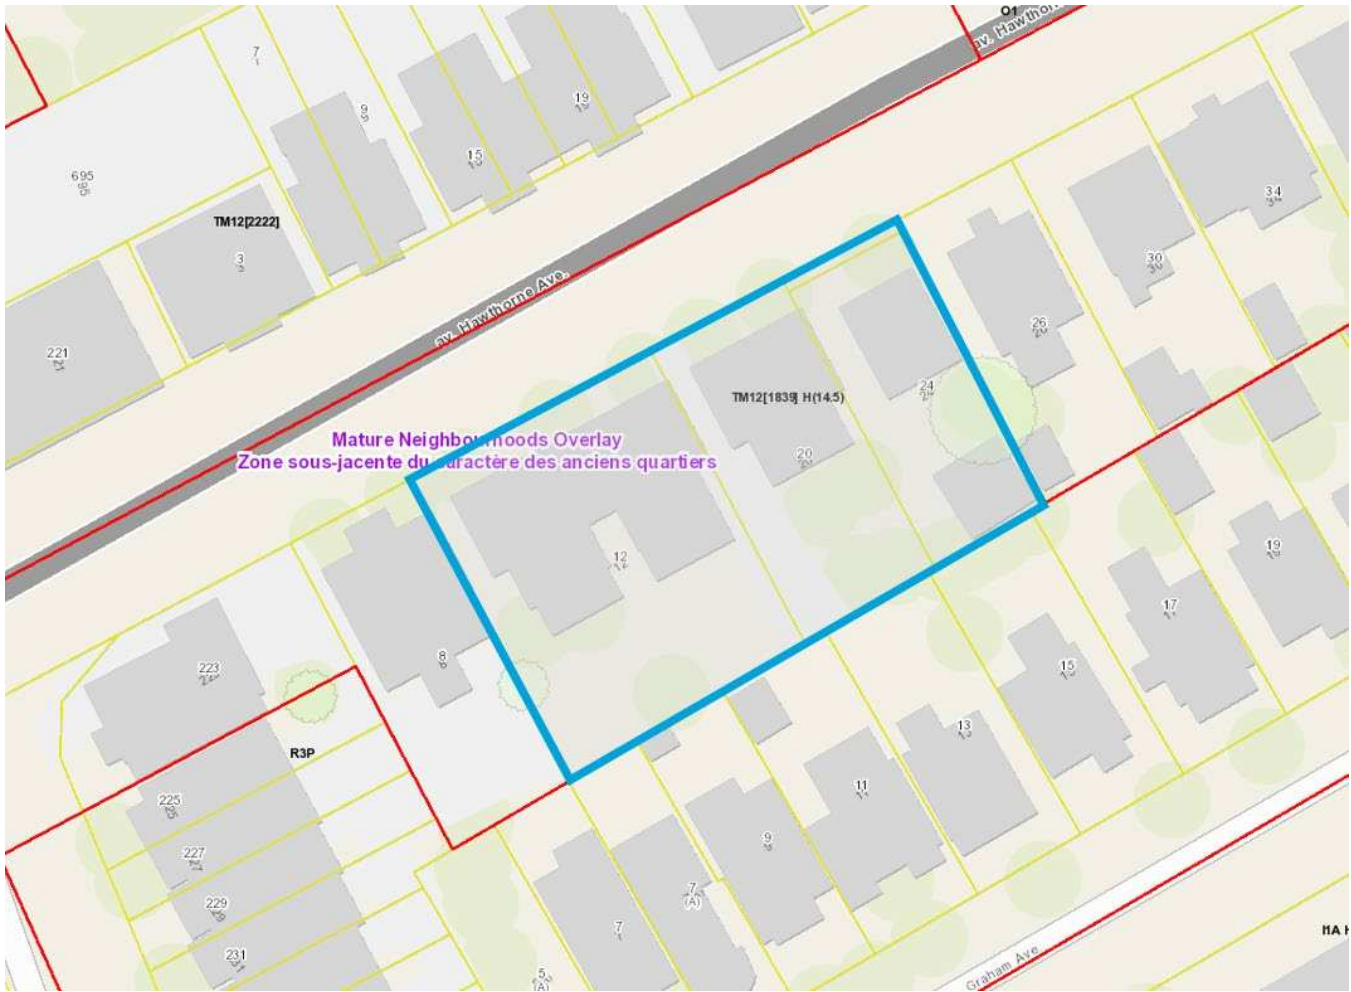 O1
av. Hawthorn
7
9
19
15
695
TM12[2222]
3
34
30
av. Hawthorne Ave.
26
221
24
TM12[1839] H(14.5)
Mature Neighbourhoods Overlay
Zone sous-jacente du caractère des anciens quartiers
20
19
12
17
8
15
223
13
R3P
11
225
9
227
7
(A)
229
7
231
H1A H
5
(A)
Graham Ave